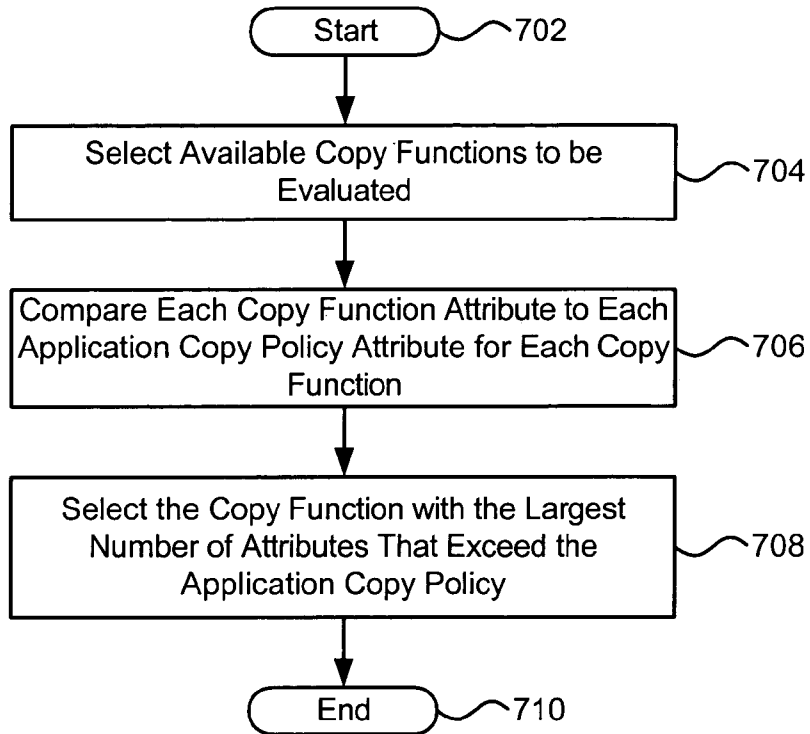 Start
702
Select Available Copy Functions to be
Evaluated
704
Compare Each Copy Function Attribute to Each
Application Copy Policy Attribute for Each Copy
Function
706
Select the Copy Function with the Largest
Number of Attributes That Exceed the
Application Copy Policy
708
End
710